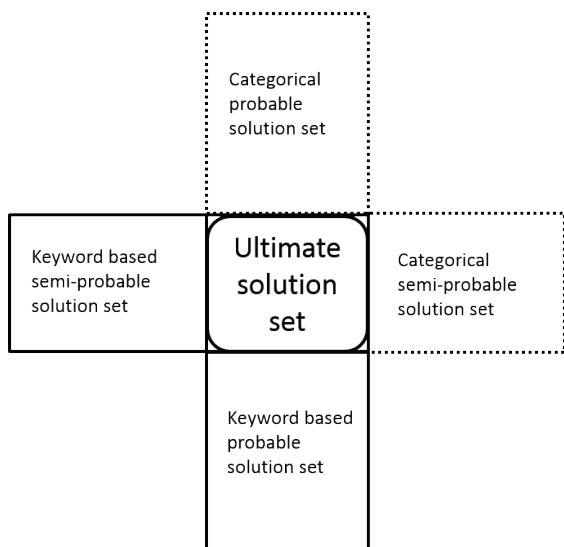 Categorical
probable
solution set
Keyword based
semi-probable
solution set
Ultimate
solution
set
Categorical
semi-probable
solution set
Keyword based
probable
solution set